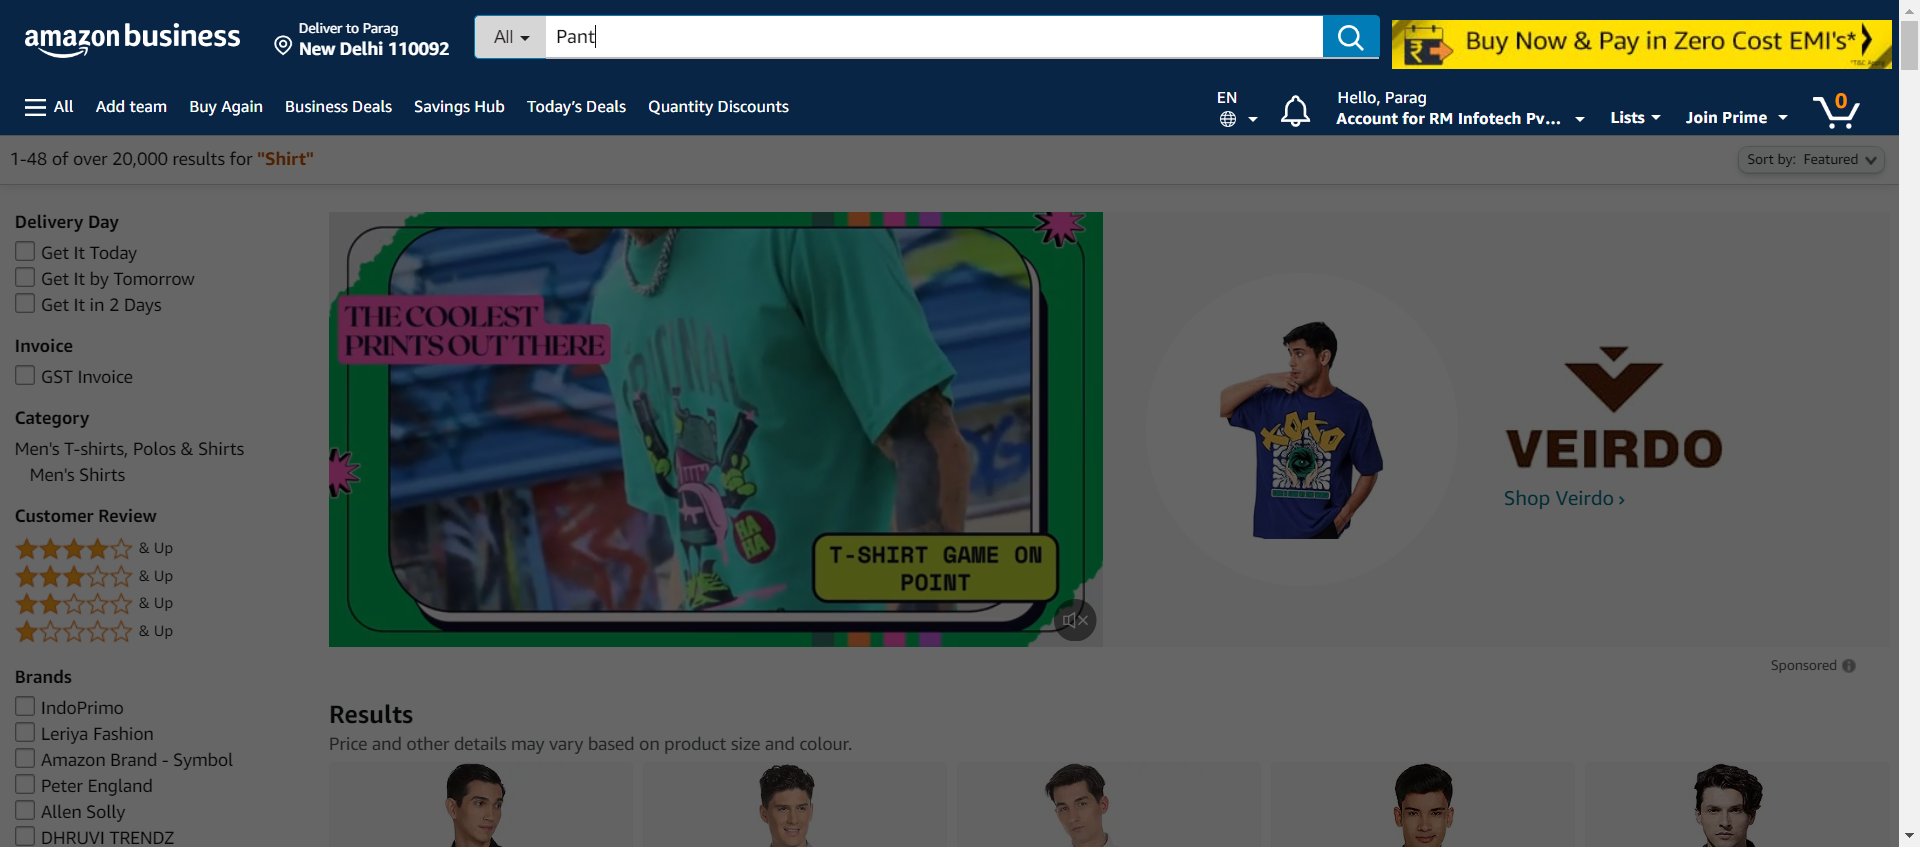 amazon business
Deliver to Parag
New Delhi 110092
All
Pant
Buy Now & Pay in Zero Cost EMI's*
All
Add team
Buy Again
Business Deals
Savings Hub
Today's Deals
Quantity Discounts
EN
Hello, Parag
Account for RM Infotech Pv...
Lists
Join Prime
0
1-48 of over 20,000 results for "Shirt"
Sort by: Featured
Delivery Day
Get It Today
Get It by Tomorrow
Get It in 2 Days
Invoice
GST Invoice
Category
Men's T-shirts, Polos & Shirts
Men's Shirts
Customer Review
& Up
& Up
& Up
& Up
Brands
IndoPrimo
Leriya Fashion
Amazon Brand - Symbol
Peter England
Allen Solly
DHRUVI TRENDZ
THE COOLEST
PRINTS OUT THERE
ORIGINAL
HA
HA
T-SHIRT GAME ON
POINT
XOXO
VEIRDO
Shop Veirdo ›
Sponsored
Results
Price and other details may vary based on product size and colour.